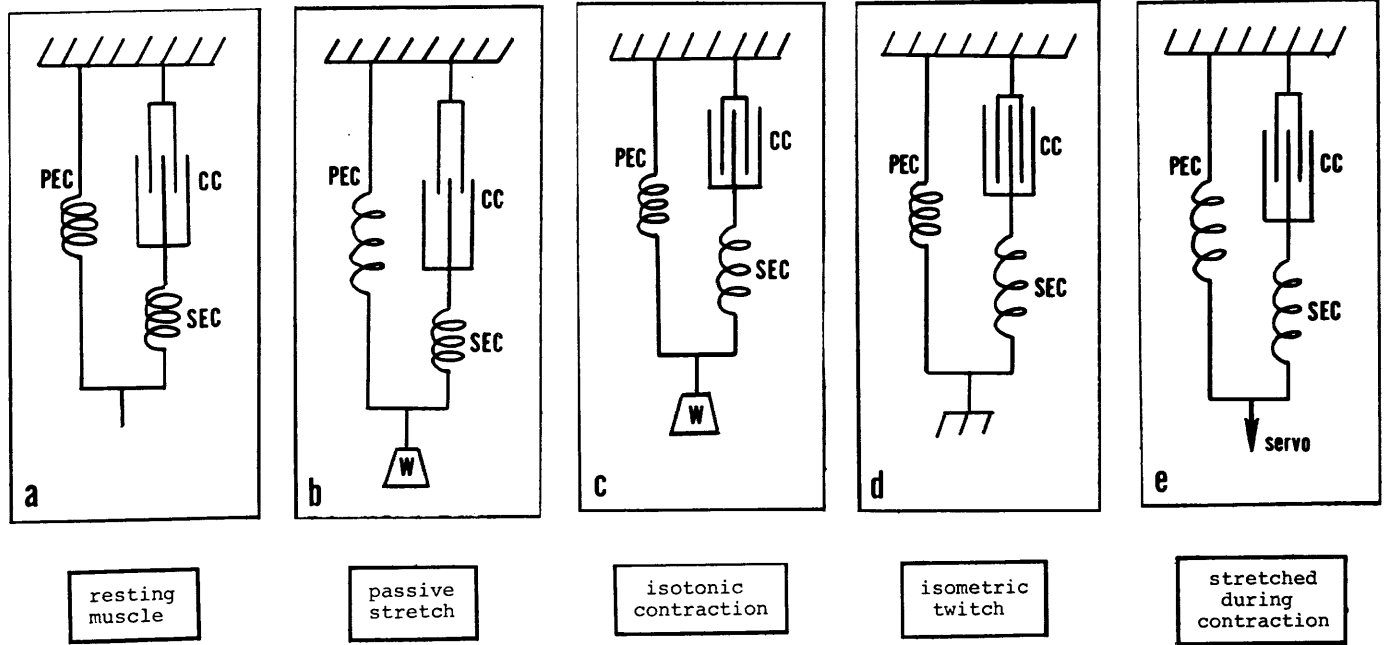 PEC
CC
SEC
a
PEC
CC
SEC
W
b
PEC
CC
SEC
W
c
PEC
CC
SEC
d
PEC
CC
SEC
servo
e
resting
muscle
passive
stretch
isotonic
contraction
isometric
twitch
stretched
during
contraction